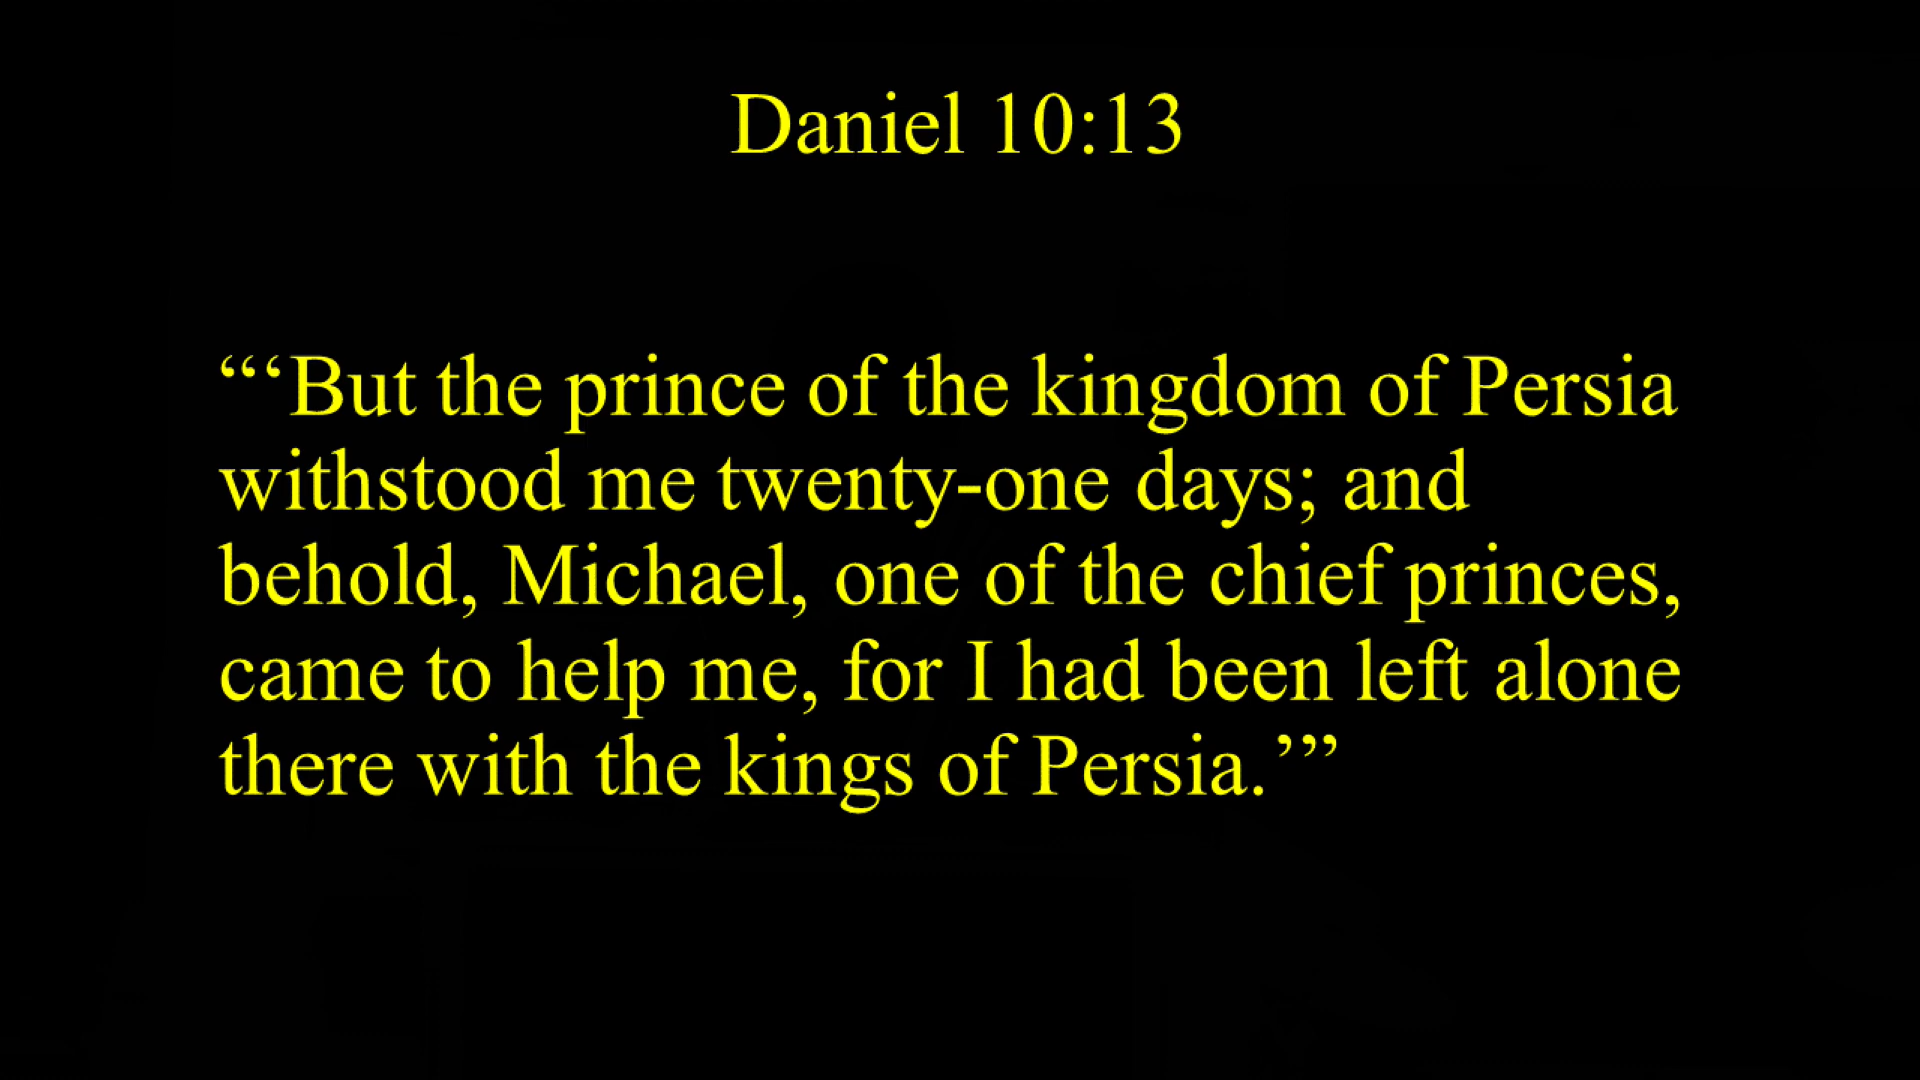 Daniel 10:13
“‘But the prince of the kingdom of Persia
withstood me twenty-one days; and
behold, Michael, one of the chief princes,
came to help me, for I had been left alone
there with the kings of Persia.’”